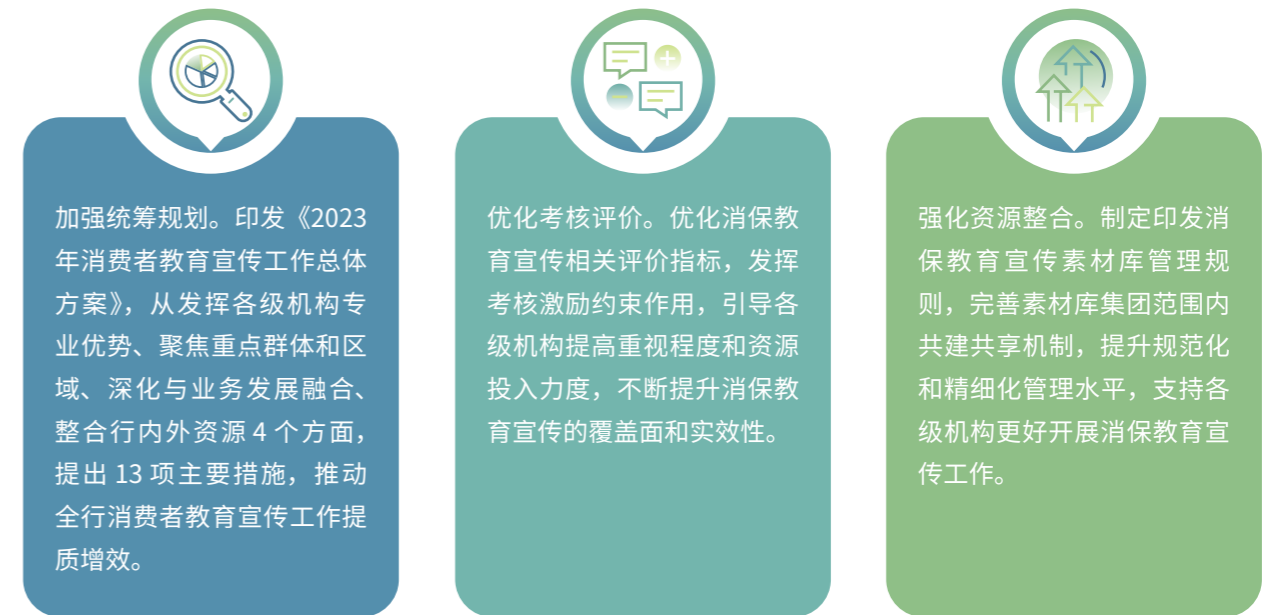 加强统筹规划。印发《2023
年消费者教育宣传工作总体
方案》，从发挥各级机构专
业优势、聚焦重点群体和区
域、深化与业务发展融合、
整合行内外资源 4 个方面，
提出 13 项主要措施，推动
全行消费者教育宣传工作提
质增效。
优化考核评价。优化消保教
育宣传相关评价指标，发挥
考核激励约束作用，引导各
级机构提高重视程度和资源
投入力度，不断提升消保教
育宣传的覆盖面和实效性。
强化资源整合。制定印发消
保教育宣传素材库管理规
则，完善素材库集团范围内
共建共享机制，提升规范化
和精细化管理水平，支持各
级机构更好开展消保教育宣
传工作。